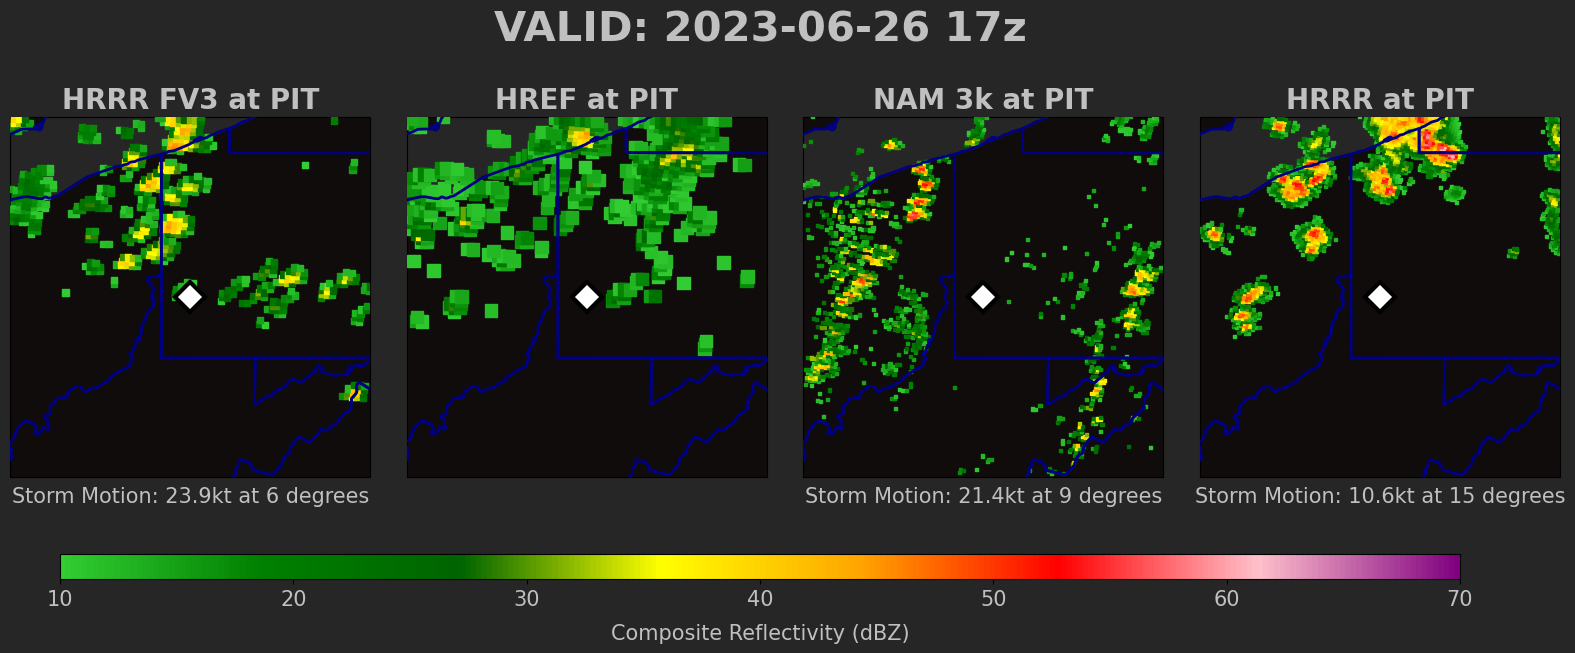 VALID: 2023-06-26 17z
HRRR FV3 at PIT
HREF at PIT
NAM 3k at PIT
HRRR at PIT
Storm Motion: 23.9kt at 6 degrees
Storm Motion: 21.4kt at 9 degrees
Storm Motion: 10.6kt at 15 degrees
10 20 30 40 50 60 70
Composite Reflectivity (dBZ)